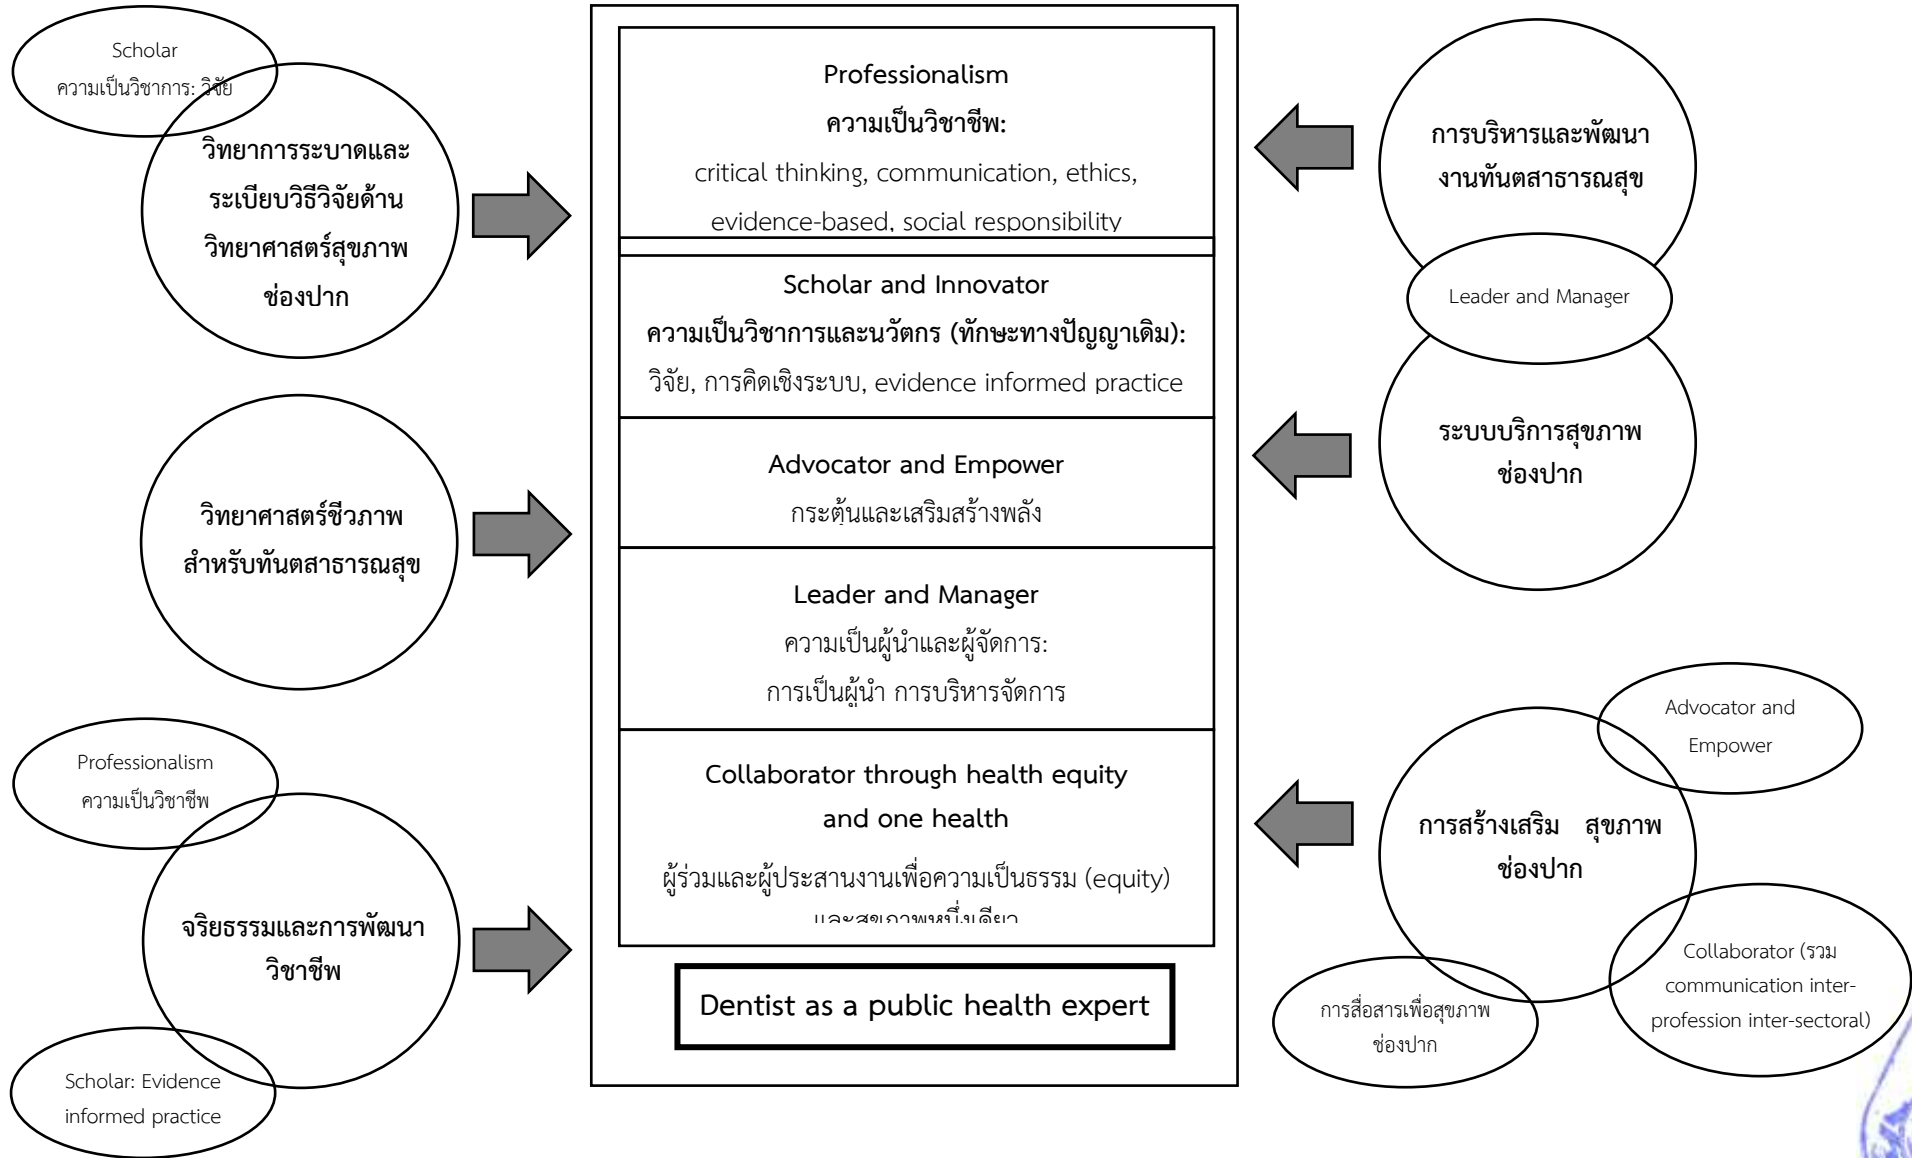 Scholar
ความเป็นวิชาการ: วิจัย
วิทยาการระบาดและ
ระเบียบวิธีวิจัยด้าน
วิทยาศาสตร์สุขภาพ
ช่องปาก
วิทยาศาสตร์ชีวภาพ
สำหรับทันตสาธารณสุข
Professionalism
ความเป็นวิชาชีพ
จริยธรรมและการพัฒนา
วิชาชีพ
Scholar: Evidence
informed practice
Professionalism
ความเป็นวิชาชีพ:
critical thinking, communication, ethics,
evidence-based, social responsibility
Scholar and Innovator
ความเป็นวิชาการและนวัตกร (ทักษะทางปัญญาเดิม):
วิจัย, การคิดเชิงระบบ, evidence informed practice
Advocator and Empower
กระตุ้นและเสริมสร้างพลัง
Leader and Manager
ความเป็นผู้นำและผู้จัดการ:
การเป็นผู้นำ การบริหารจัดการ
Collaborator through health equity
and one health
ผู้ร่วมและผู้ประสานงานเพื่อความเป็นธรรม (equity)
และสุขภาพหนึ่งเดียว
Dentist as a public health expert
การบริหารและพัฒนา
งานทันตสาธารณสุข
Leader and Manager
ระบบบริการสุขภาพ
ช่องปาก
Advocator and
Empower
การสร้างเสริม สุขภาพ
ช่องปาก
Collaborator (รวม
communication inter-
profession inter-sectoral)
การสื่อสารเพื่อสุขภาพ
ช่องปาก